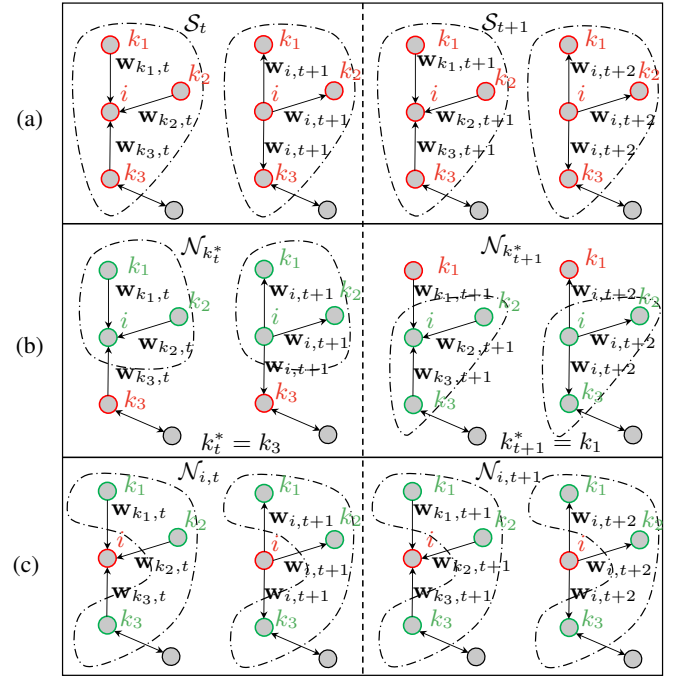 (a)
𝒮_t
k_1 k_1
w_{k_1,t} w_{i,t+1}
k_2 k_2
i i
w_{k_2,t} w_{i,t+1}
w_{k_3,t} w_{i,t+1}
k_3 k_3
𝒮_{t+1}
k_1 k_1
w_{k_1,t+1} w_{i,t+2}
k_2 k_2
i i
w_{k_2,t+1} w_{i,t+2}
w_{k_3,t+1} w_{i,t+2}
k_3 k_3
(b)
𝒩_{k_t^*}
k_1 k_1
w_{k_1,t} w_{i,t+1}
k_2 k_2
i i
w_{k_2,t} w_{i,t+1}
w_{k_3,t} w_{i,t+1}
k_3 k_3
k_t^* = k_3
𝒩_{k_{t+1}^*}
k_1 k_1
w_{k_1,t+1} w_{i,t+2}
k_2 k_2
i i
w_{k_2,t+1} w_{i,t+2}
w_{k_3,t+1} w_{i,t+2}
k_3 k_3
k_{t+1}^* = k_1
(c)
𝒩_{i,t}
k_1 k_1
w_{k_1,t} w_{i,t+1}
k_2 k_2
i i
w_{k_2,t} w_{i,t+1}
w_{k_3,t} w_{i,t+1}
k_3 k_3
𝒩_{i,t+1}
k_1 k_1
w_{k_1,t+1} w_{i,t+2}
k_2 k_2
i i
w_{k_2,t+1} w_{i,t+2}
w_{k_3,t+1} w_{i,t+2}
k_3 k_3